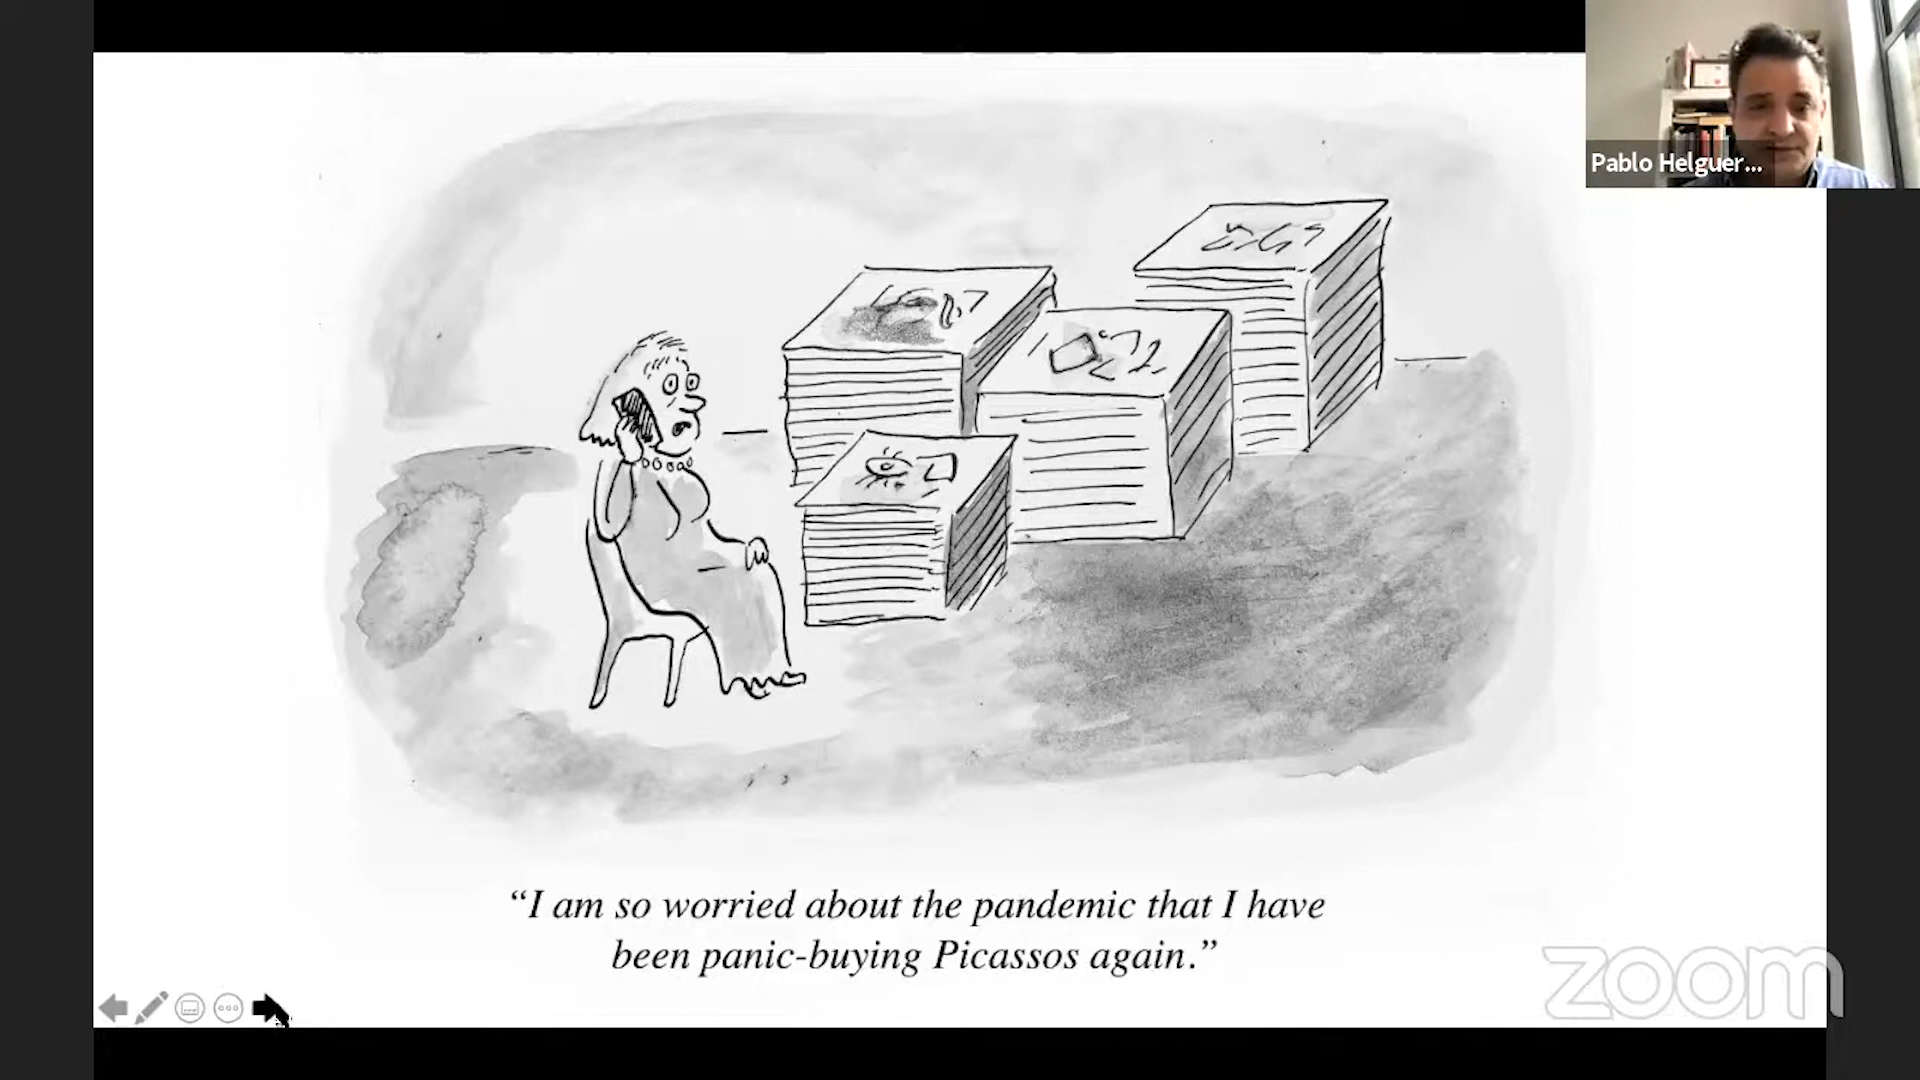 Pablo Helguer...
“I am so worried about the pandemic that I have
been panic-buying Picassos again.”
zoom